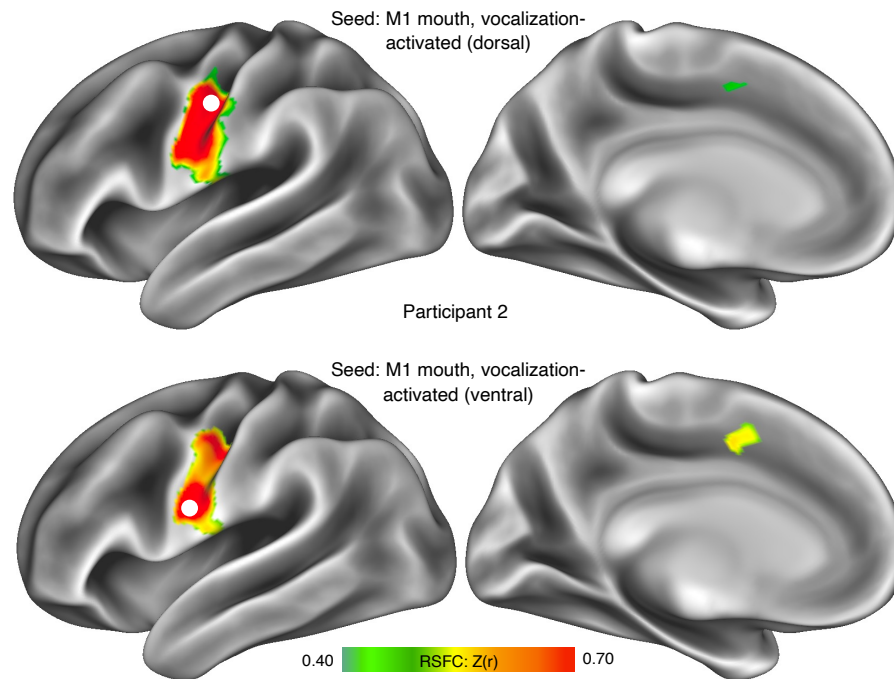 Seed: M1 mouth, vocalization-
activated (dorsal)
Participant 2
Seed: M1 mouth, vocalization-
activated (ventral)
0.40 RSFC: Z(r) 0.70